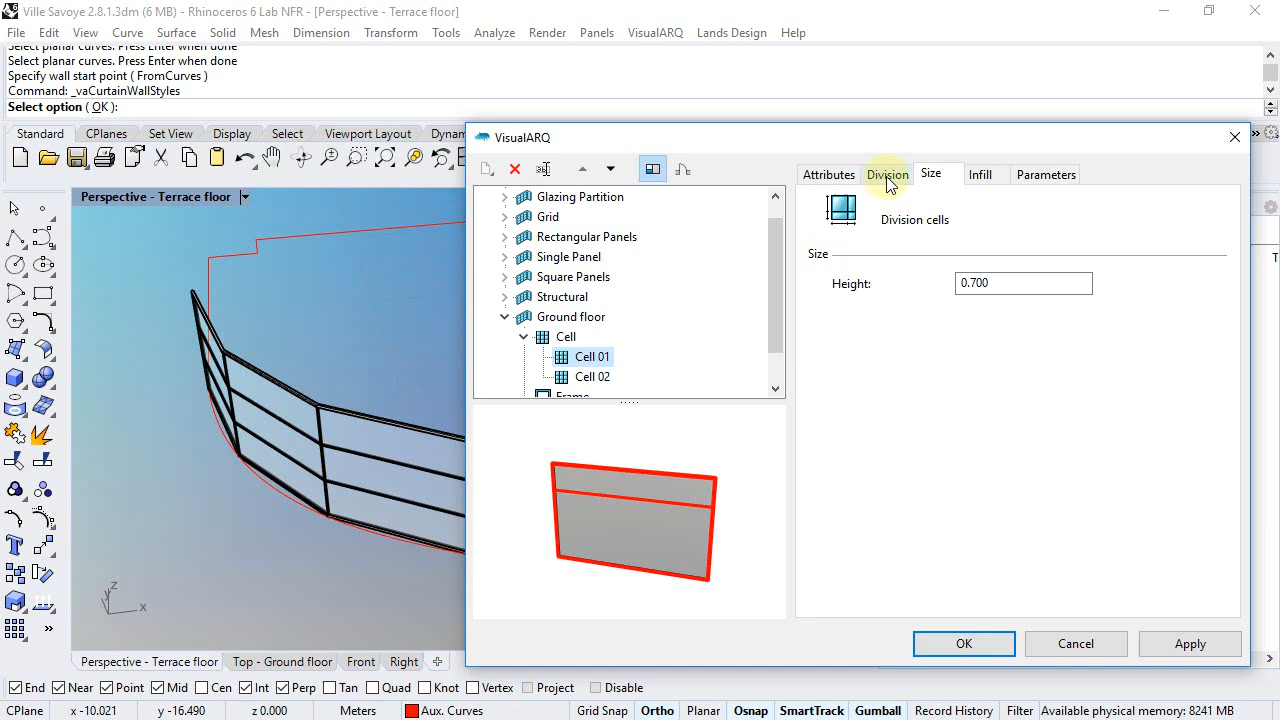 Ville Savoye 2.8.1.3dm (6 MB) - Rhinoceros 6 Lab NFR - [Perspective - Terrace floor]
File Edit View Curve Surface Solid Mesh Dimension Transform Tools Analyze Render Panels VisualARQ Lands Design Help
Select planar curves. Press Enter when done
Select planar curves. Press Enter when done
Specify wall start point ( FromCurves )
Command: _vaCurtainWallStyles
Select option ( OK ):
Standard CPlanes Set View Display Select Viewport Layout Dynam
VisualARQ
Perspective - Terrace floor
Glazing Partition
Grid
Rectangular Panels
Single Panel
Square Panels
Structural
Ground floor
Cell
Cell 01
Cell 02
Frame
Attributes Division Size Infill Parameters
Division cells
Size
Height: 0.700
OK Cancel Apply
z
y
x
Perspective - Terrace floor Top - Ground floor Front Right
End Near Point Mid Cen Int Perp Tan Quad Knot Vertex Project Disable
CPlane x -10.021 y -16.490 z 0.000 Meters Aux. Curves Grid Snap Ortho Planar Osnap SmartTrack Gumball Record History Filter Available physical memory: 8241 MB